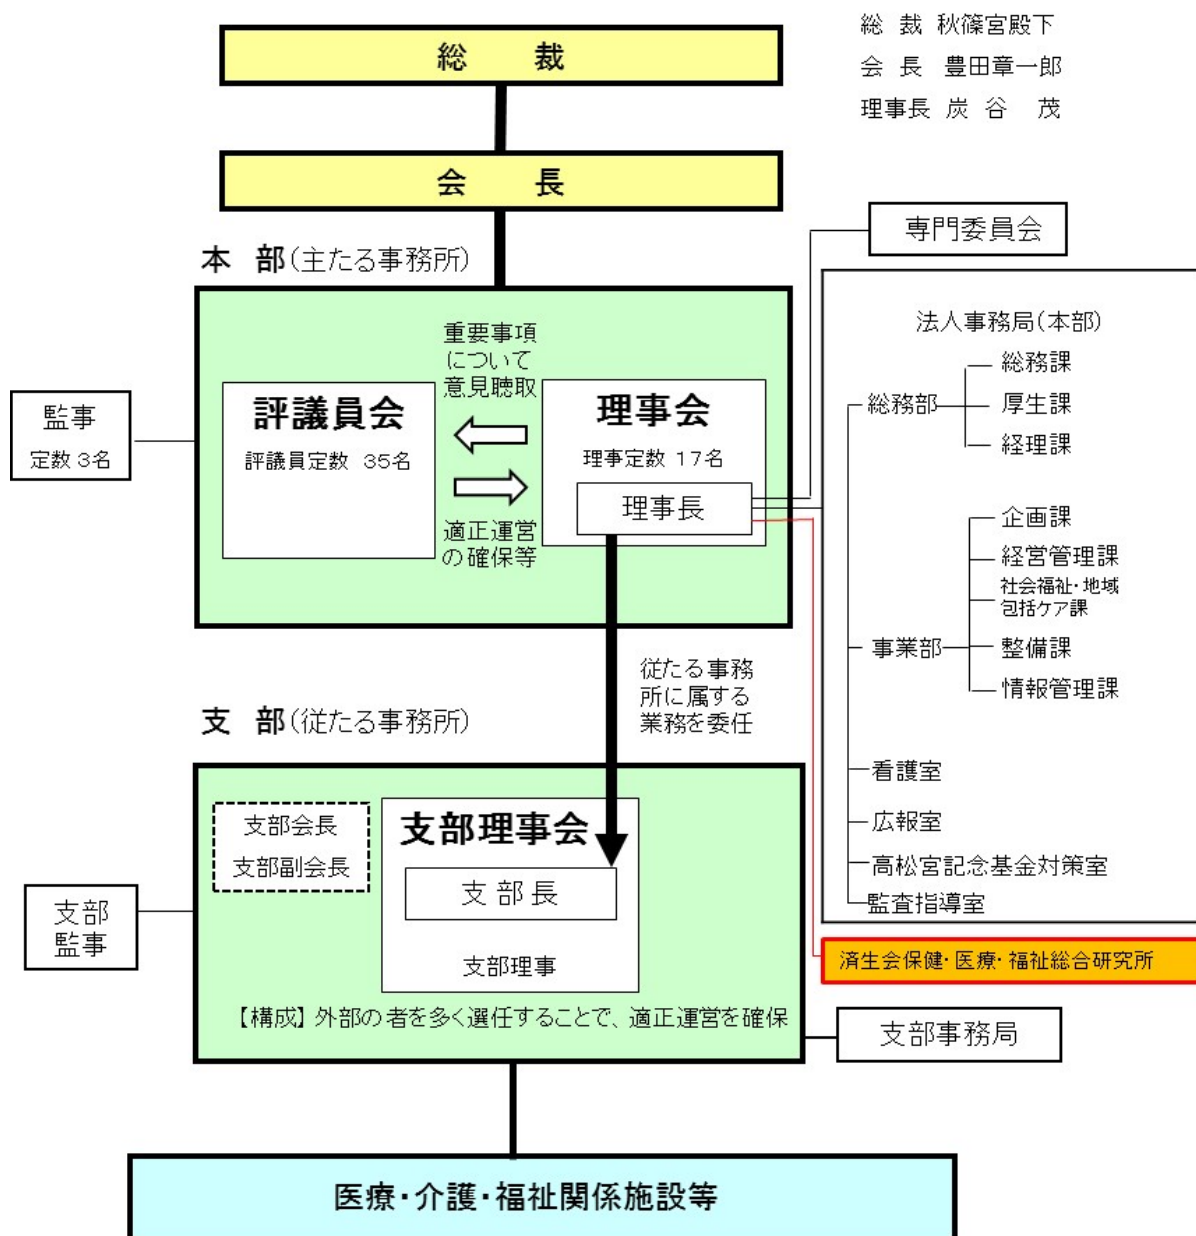 総 裁 秋篠宮殿下
会 長 豊田章一郎
理事長 炭 谷 茂
総 裁
会 長
専門委員会
本 部(主たる事務所)
法人事務局(本部)
総務部
総務課
厚生課
経理課
事業部
企画課
経営管理課
社会福祉・地域
包括ケア課
整備課
情報管理課
看護室
広報室
高松宮記念基金対策室
監査指導室
監事
定数3名
重要事項
について
意見聴取
評議員会
評議員定数 35名
理事会
理事定数 17名
理事長
適正運営
の確保等
従たる事務
所に属する
業務を委任
支 部(従たる事務所)
支部会長
支部副会長
支部理事会
支部長
支部理事
支部
監事
【構成】外部の者を多く選任することで、適正運営を確保
済生会保健・医療・福祉総合研究所
支部事務局
医療・介護・福祉関係施設等